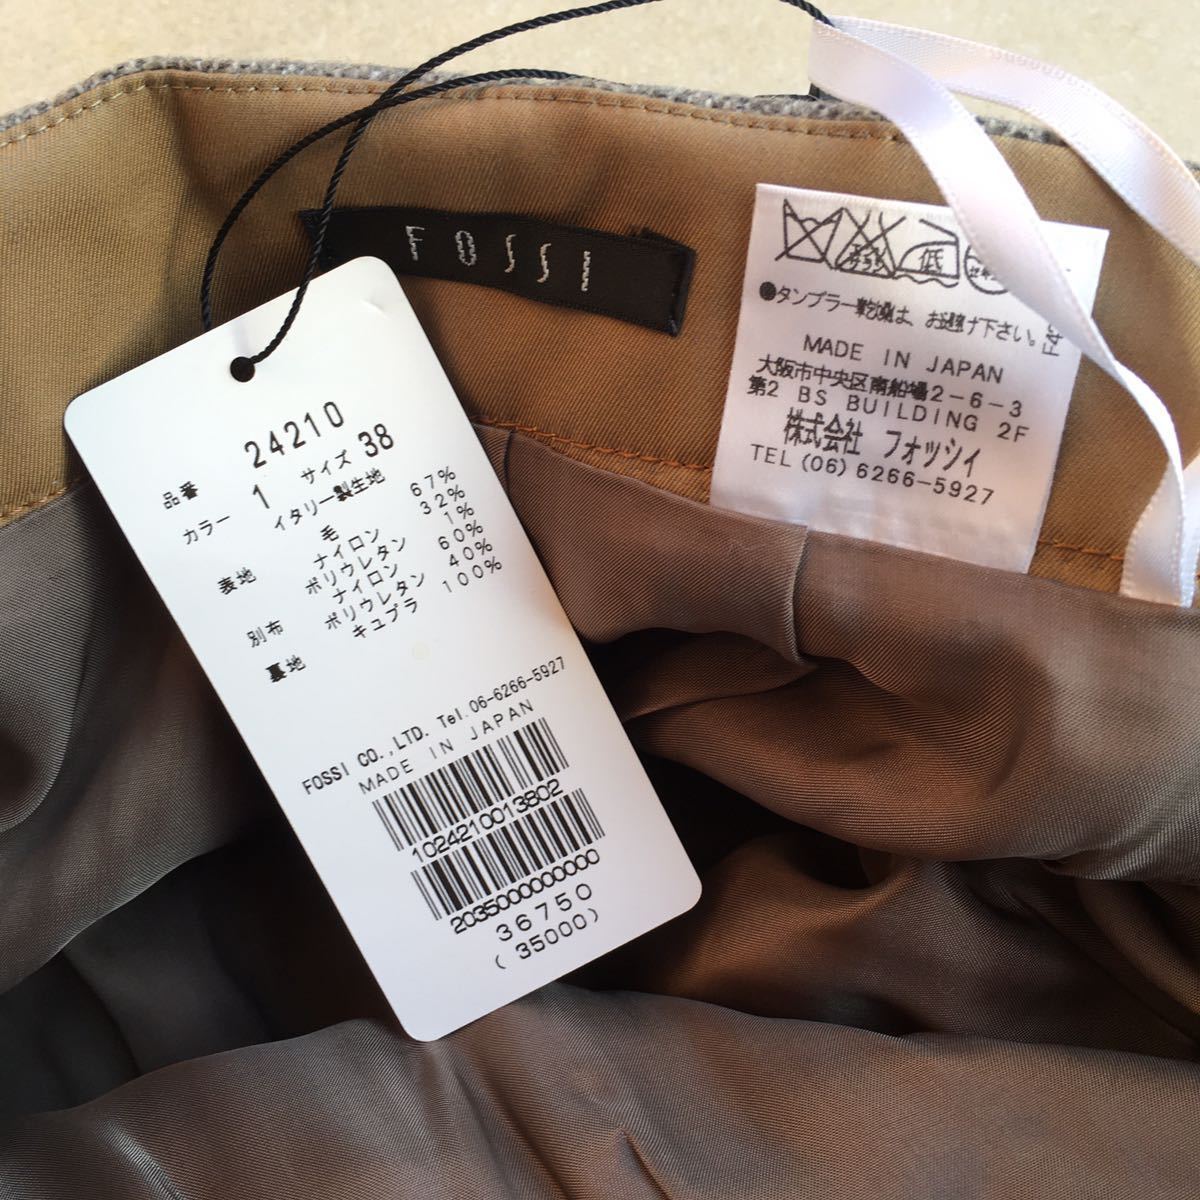 FOSSI
24210
品番
カラー 1 サイズ 38
イタリー製生地
表地 毛 67%
ナイロン 32%
ポリウレタン 1%
別布 ナイロン 60%
ポリウレタン 40%
裏地 キュプラ 100%
FOSSI CO.,LTD. Tel.06-6266-5927
MADE IN JAPAN
1024210013802
2035000000000
36750
(35000)
低
●タンブラー乾燥は、お避け下さい。
MADE IN JAPAN
大阪市中央区南船場2-6-3
第2 BS BUILDING 2F
株式会社 フォッシィ
TEL(06)6266-5927